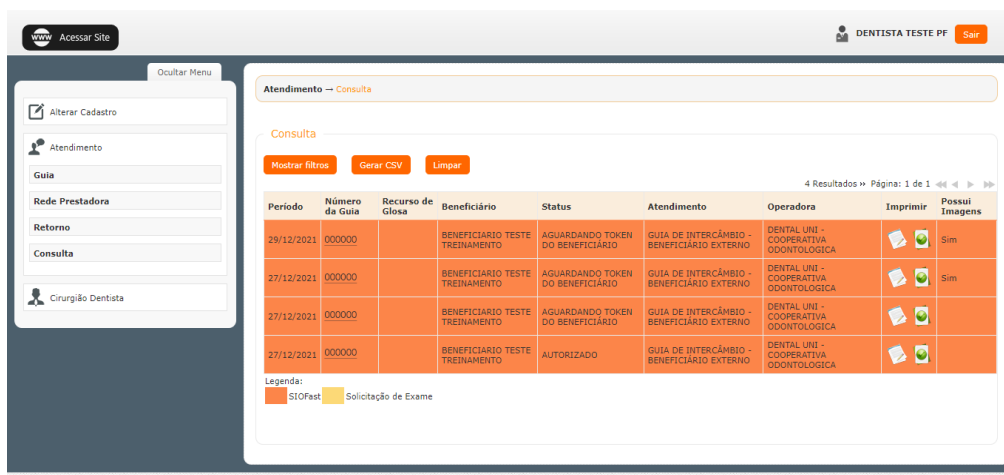 www Acessar Site
DENTISTA TESTE PF Sair
Ocultar Menu
Alterar Cadastro
Atendimento
Guia
Rede Prestadora
Retorno
Consulta
Cirurgião Dentista
Atendimento → Consulta
Consulta
Mostrar filtros Gerar CSV Limpar
4 Resultados ›› Página: 1 de 1
Período Número da Guia Recurso de Glosa Beneficiário Status Atendimento Operadora Imprimir Possui Imagens
29/12/2021 000000 BENEFICIARIO TESTE TREINAMENTO AGUARDANDO TOKEN DO BENEFICIÁRIO GUIA DE INTERCÂMBIO - BENEFICIÁRIO EXTERNO DENTAL UNI - COOPERATIVA ODONTOLOGICA Sim
27/12/2021 000000 BENEFICIARIO TESTE TREINAMENTO AGUARDANDO TOKEN DO BENEFICIÁRIO GUIA DE INTERCÂMBIO - BENEFICIÁRIO EXTERNO DENTAL UNI - COOPERATIVA ODONTOLOGICA Sim
27/12/2021 000000 BENEFICIARIO TESTE TREINAMENTO AGUARDANDO TOKEN DO BENEFICIÁRIO GUIA DE INTERCÂMBIO - BENEFICIÁRIO EXTERNO DENTAL UNI - COOPERATIVA ODONTOLOGICA
27/12/2021 000000 BENEFICIARIO TESTE TREINAMENTO AUTORIZADO GUIA DE INTERCÂMBIO - BENEFICIÁRIO EXTERNO DENTAL UNI - COOPERATIVA ODONTOLOGICA
Legenda:
SIOFast Solicitação de Exame